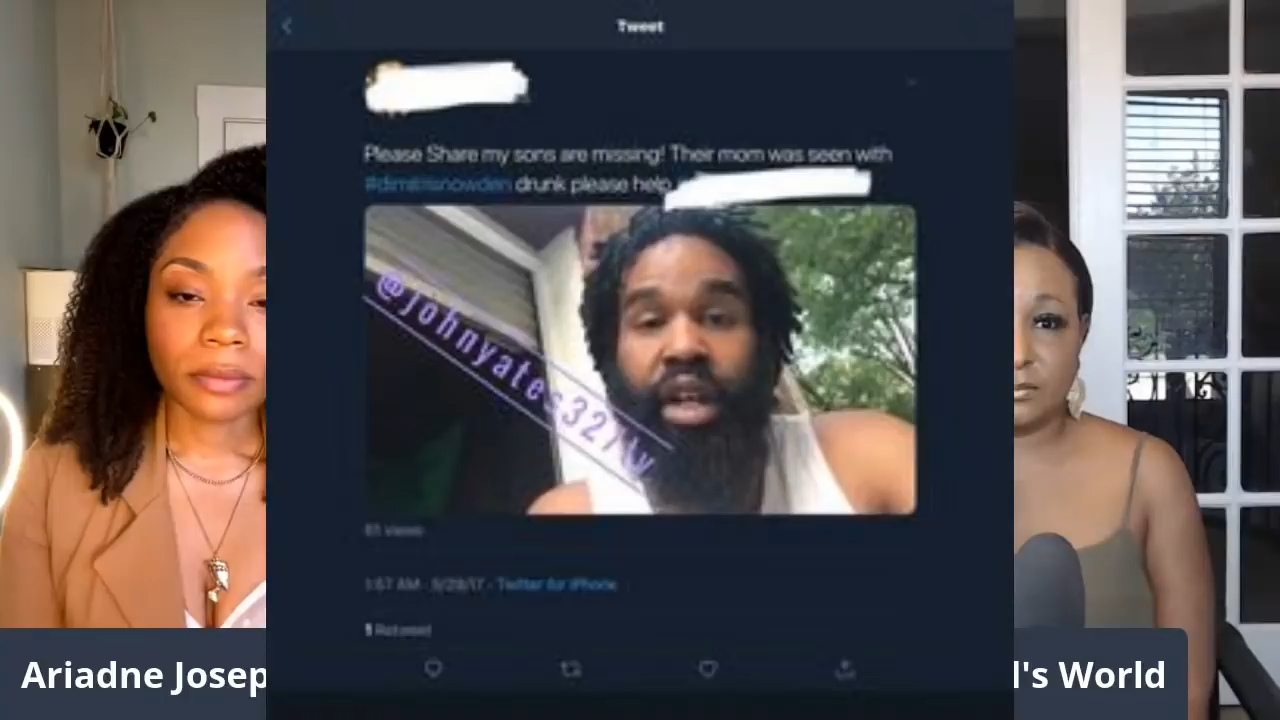 Tweet
Please Share my sons are missing! Their mom was seen with
#dimitrisnowden drunk please help
@johnyates327tv
61 views
1:57 AM · 5/29/17 · Twitter for iPhone
1 Retweet
Ariadne Josep
l's World